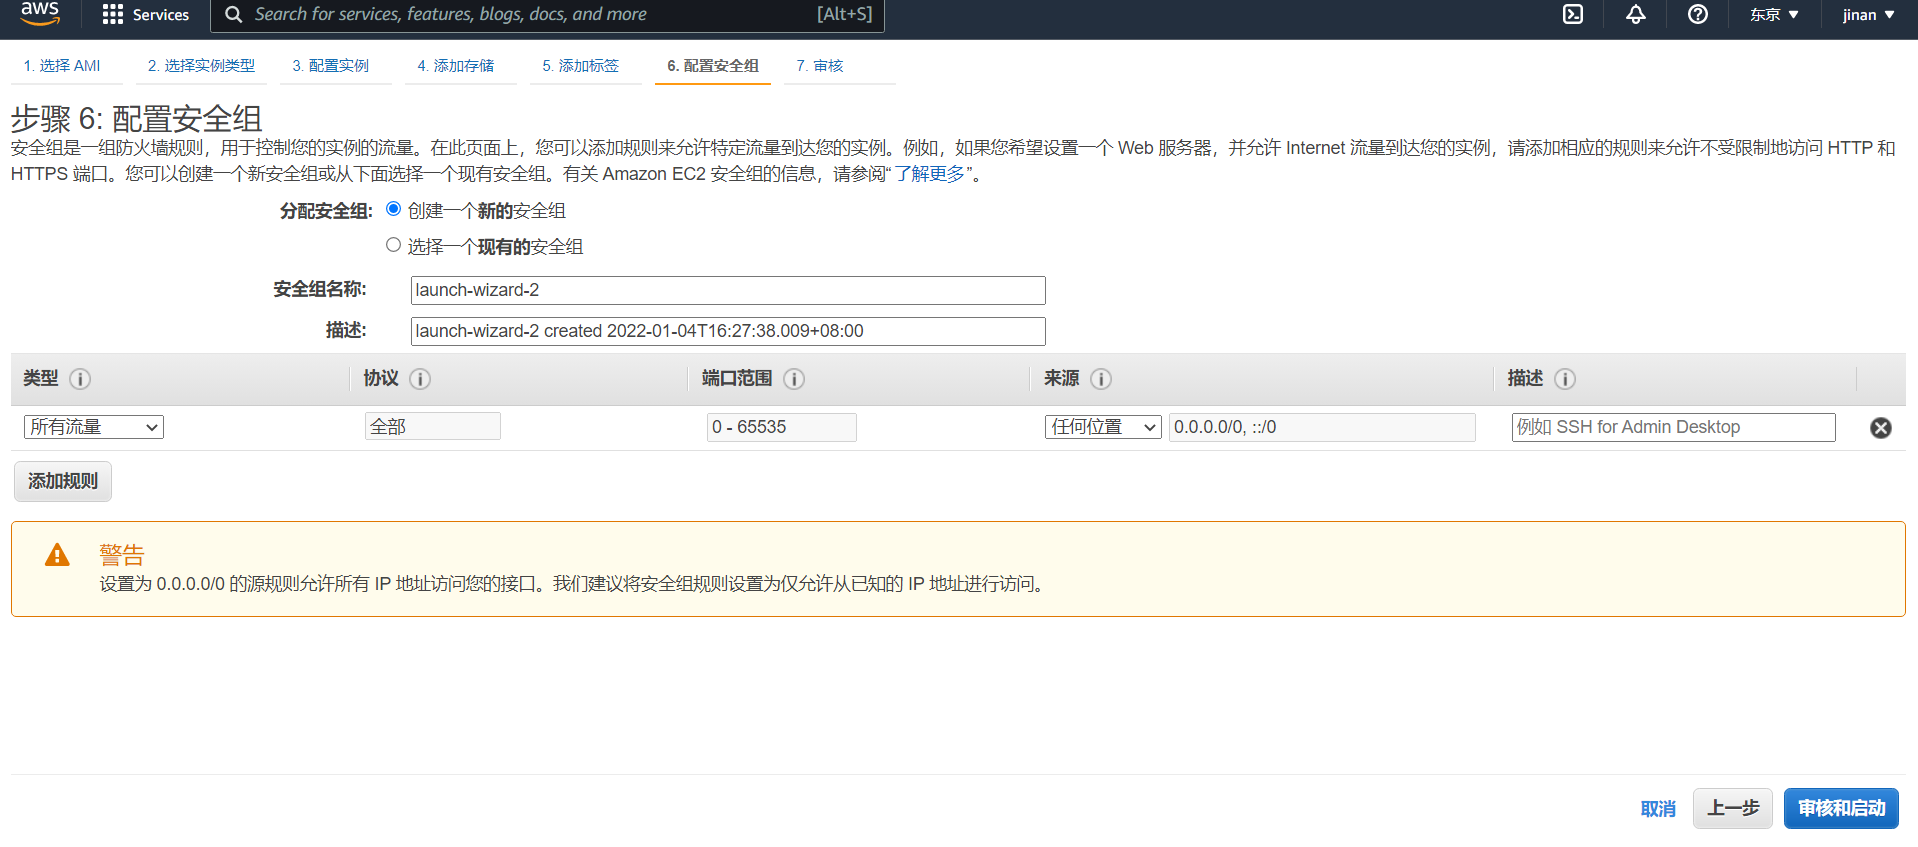 aws Services Search for services, features, blogs, docs, and more [Alt+S] 东京 jinan
1. 选择 AMI 2. 选择实例类型 3. 配置实例 4. 添加存储 5. 添加标签 6. 配置安全组 7. 审核
步骤 6: 配置安全组
安全组是一组防火墙规则，用于控制您的实例的流量。在此页面上，您可以添加规则来允许特定流量到达您的实例。例如，如果您希望设置一个 Web 服务器，并允许 Internet 流量到达您的实例，请添加相应的规则来允许不受限制地访问 HTTP 和
HTTPS 端口。您可以创建一个新安全组或从下面选择一个现有安全组。有关 Amazon EC2 安全组的信息，请参阅“了解更多”。
分配安全组: 创建一个新的安全组
选择一个现有的安全组
安全组名称: launch-wizard-2
描述: launch-wizard-2 created 2022-01-04T16:27:38.009+08:00
类型 协议 端口范围 来源 描述
所有流量 全部 0 - 65535 任何位置 0.0.0.0/0, ::/0 例如 SSH for Admin Desktop
添加规则
警告
设置为 0.0.0.0/0 的源规则允许所有 IP 地址访问您的接口。我们建议将安全组规则设置为仅允许从已知的 IP 地址进行访问。
取消 上一步 审核和启动